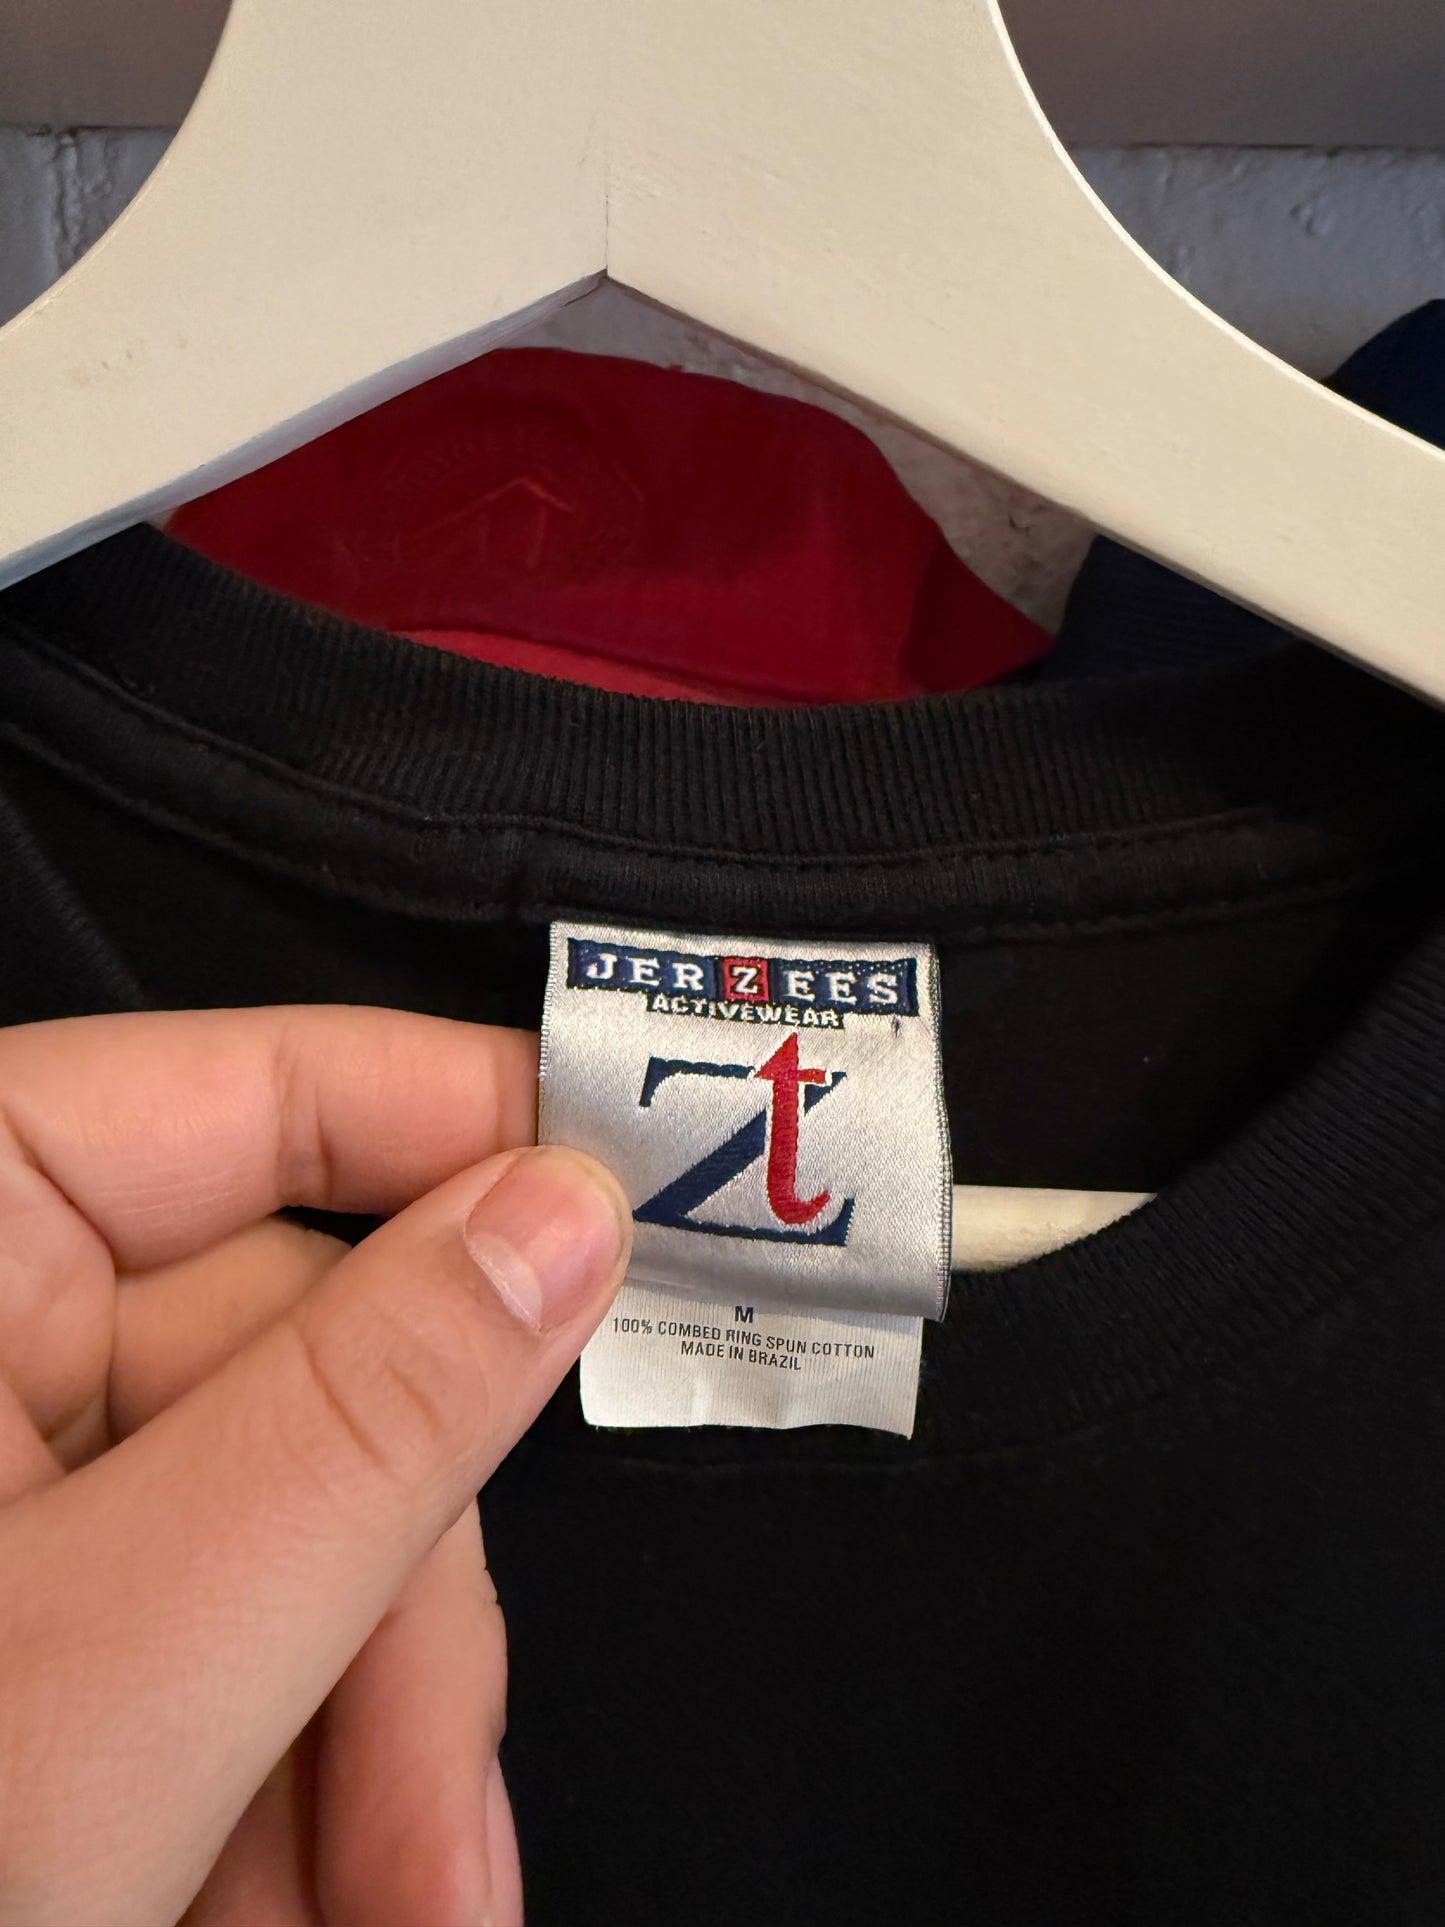 JERZEES
ACTIVEWEAR
Zt
M
100% COMBED RING SPUN COTTON
MADE IN BRAZIL